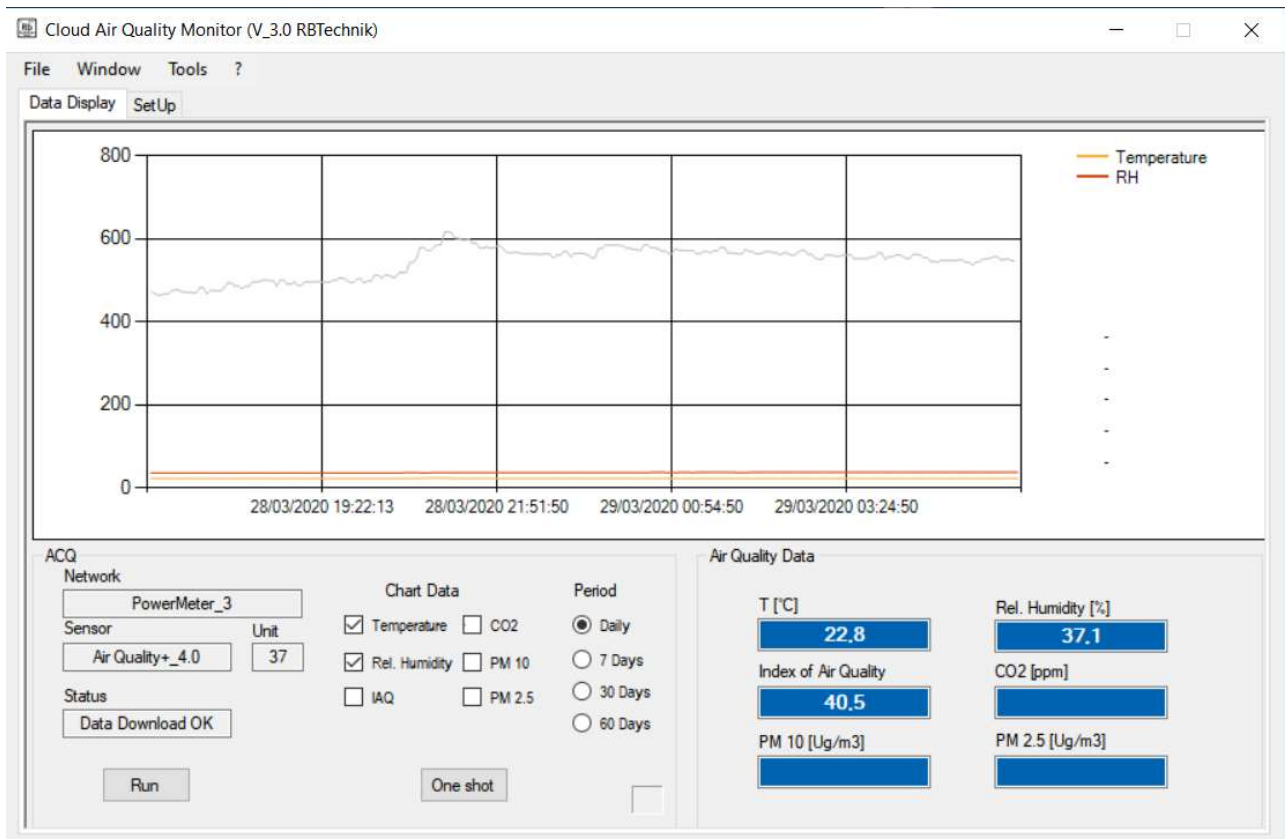 Cloud Air Quality Monitor (V_3.0 RBTechnik)
File Window Tools ?
Data Display SetUp
800
600
400
200
0
28/03/2020 19:22:13 28/03/2020 21:51:50 29/03/2020 00:54:50 29/03/2020 03:24:50
Temperature
RH
-
-
-
-
-
ACQ
Network
PowerMeter_3
Sensor Unit
Air Quality+_4.0 37
Status
Data Download OK
Run
Chart Data
Temperature CO2
Rel. Humidity PM 10
IAQ PM 2.5
One shot
Period
Daily
7 Days
30 Days
60 Days
Air Quality Data
T [°C] Rel. Humidity [%]
22,8 37,1
Index of Air Quality CO2 [ppm]
40,5
PM 10 [Ug/m3] PM 2.5 [Ug/m3]